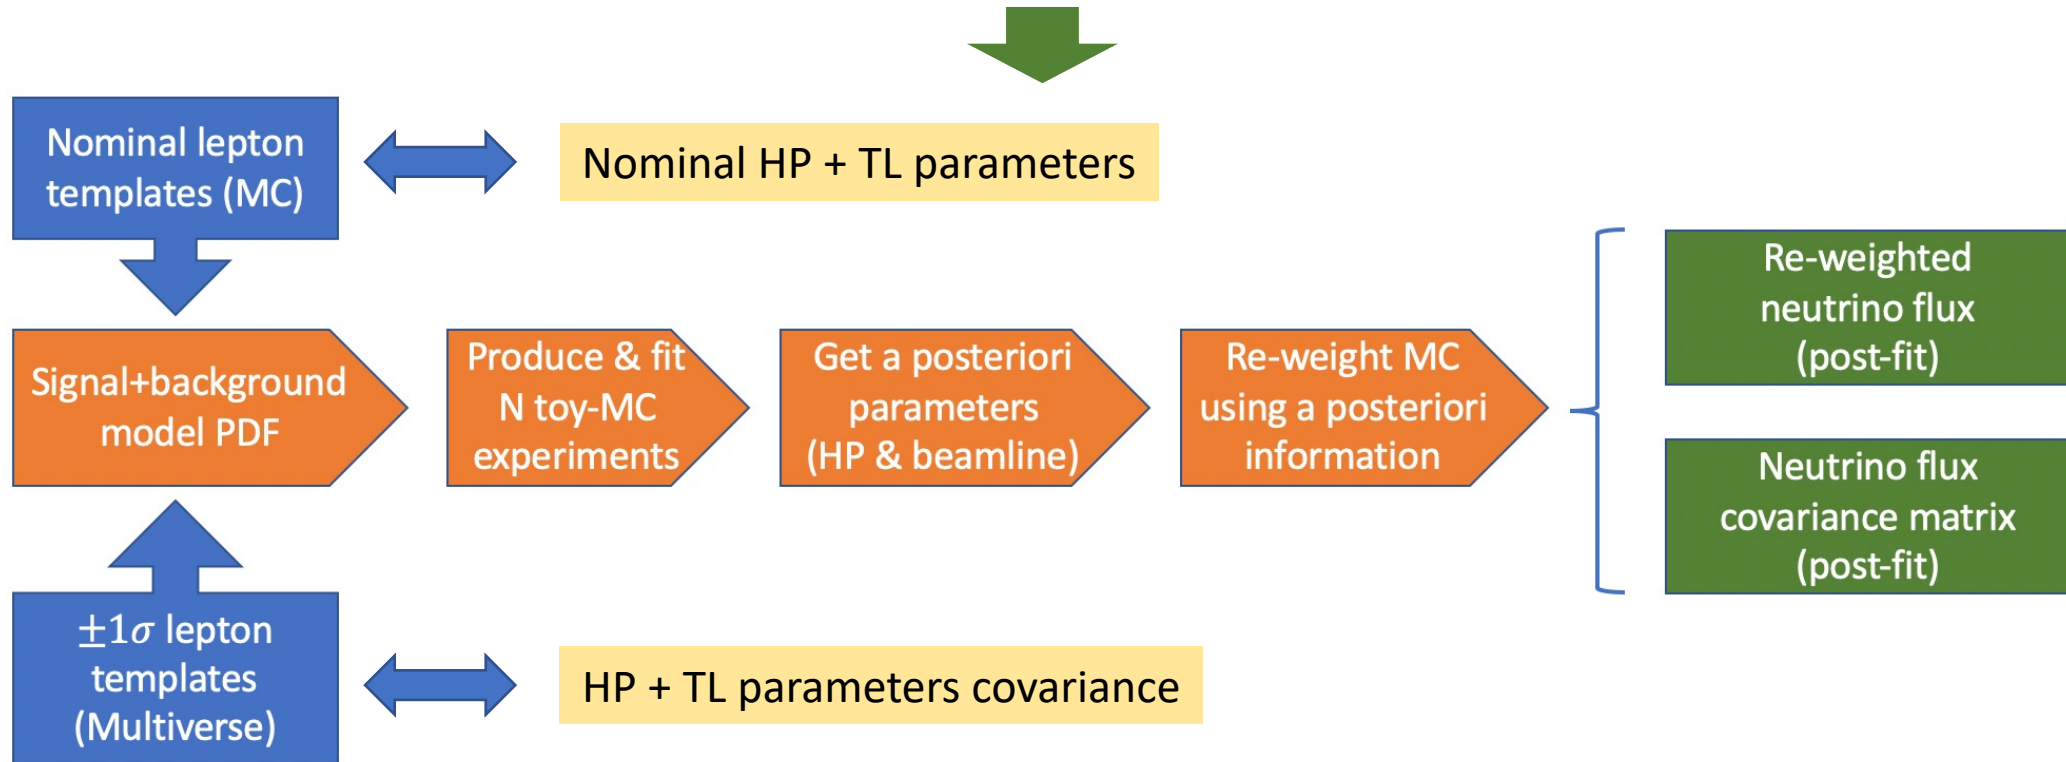 Nominal lepton
templates (MC)
Nominal HP + TL parameters
Signal+background
model PDF
Produce & fit
N toy-MC
experiments
Get a posteriori
parameters
(HP & beamline)
Re-weight MC
using a posteriori
information
Re-weighted
neutrino flux
(post-fit)
Neutrino flux
covariance matrix
(post-fit)
±1σ lepton
templates
(Multiverse)
HP + TL parameters covariance